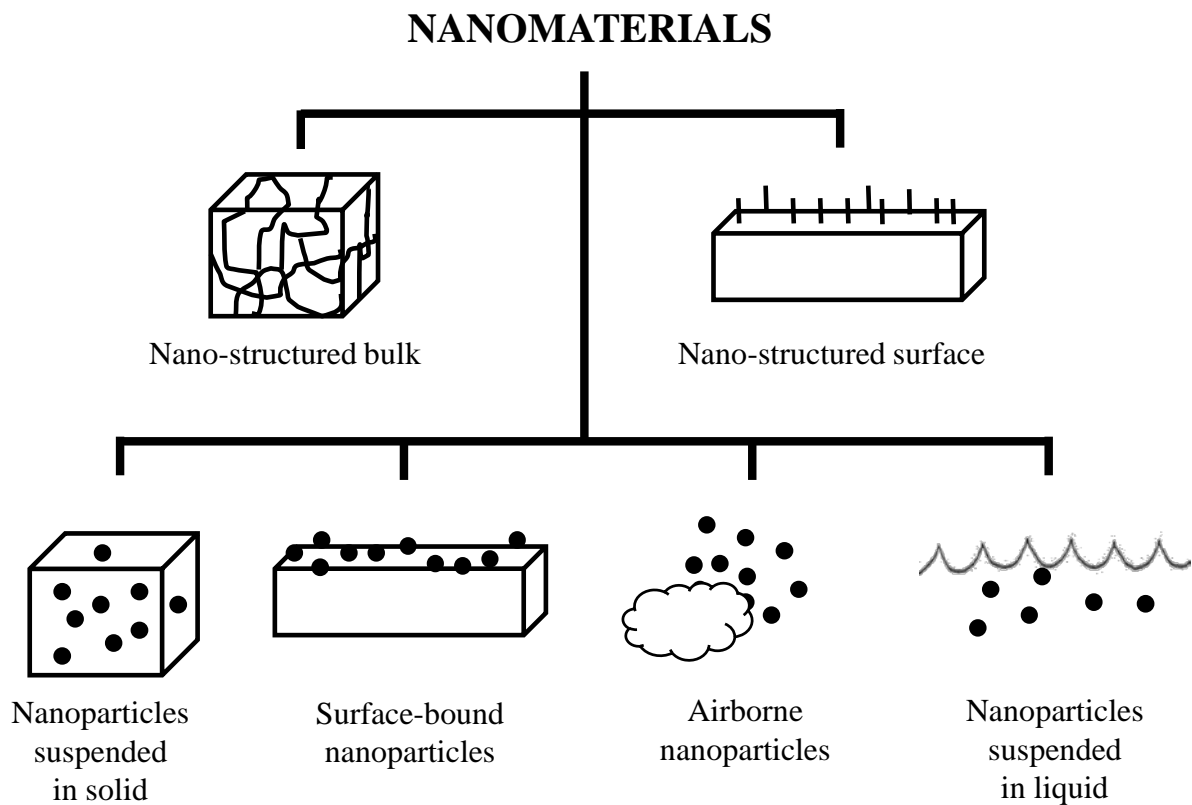 NANOMATERIALS
Nano-structured bulk
Nano-structured surface
Nanoparticles
suspended
in solid
Surface-bound
nanoparticles
Airborne
nanoparticles
Nanoparticles
suspended
in liquid